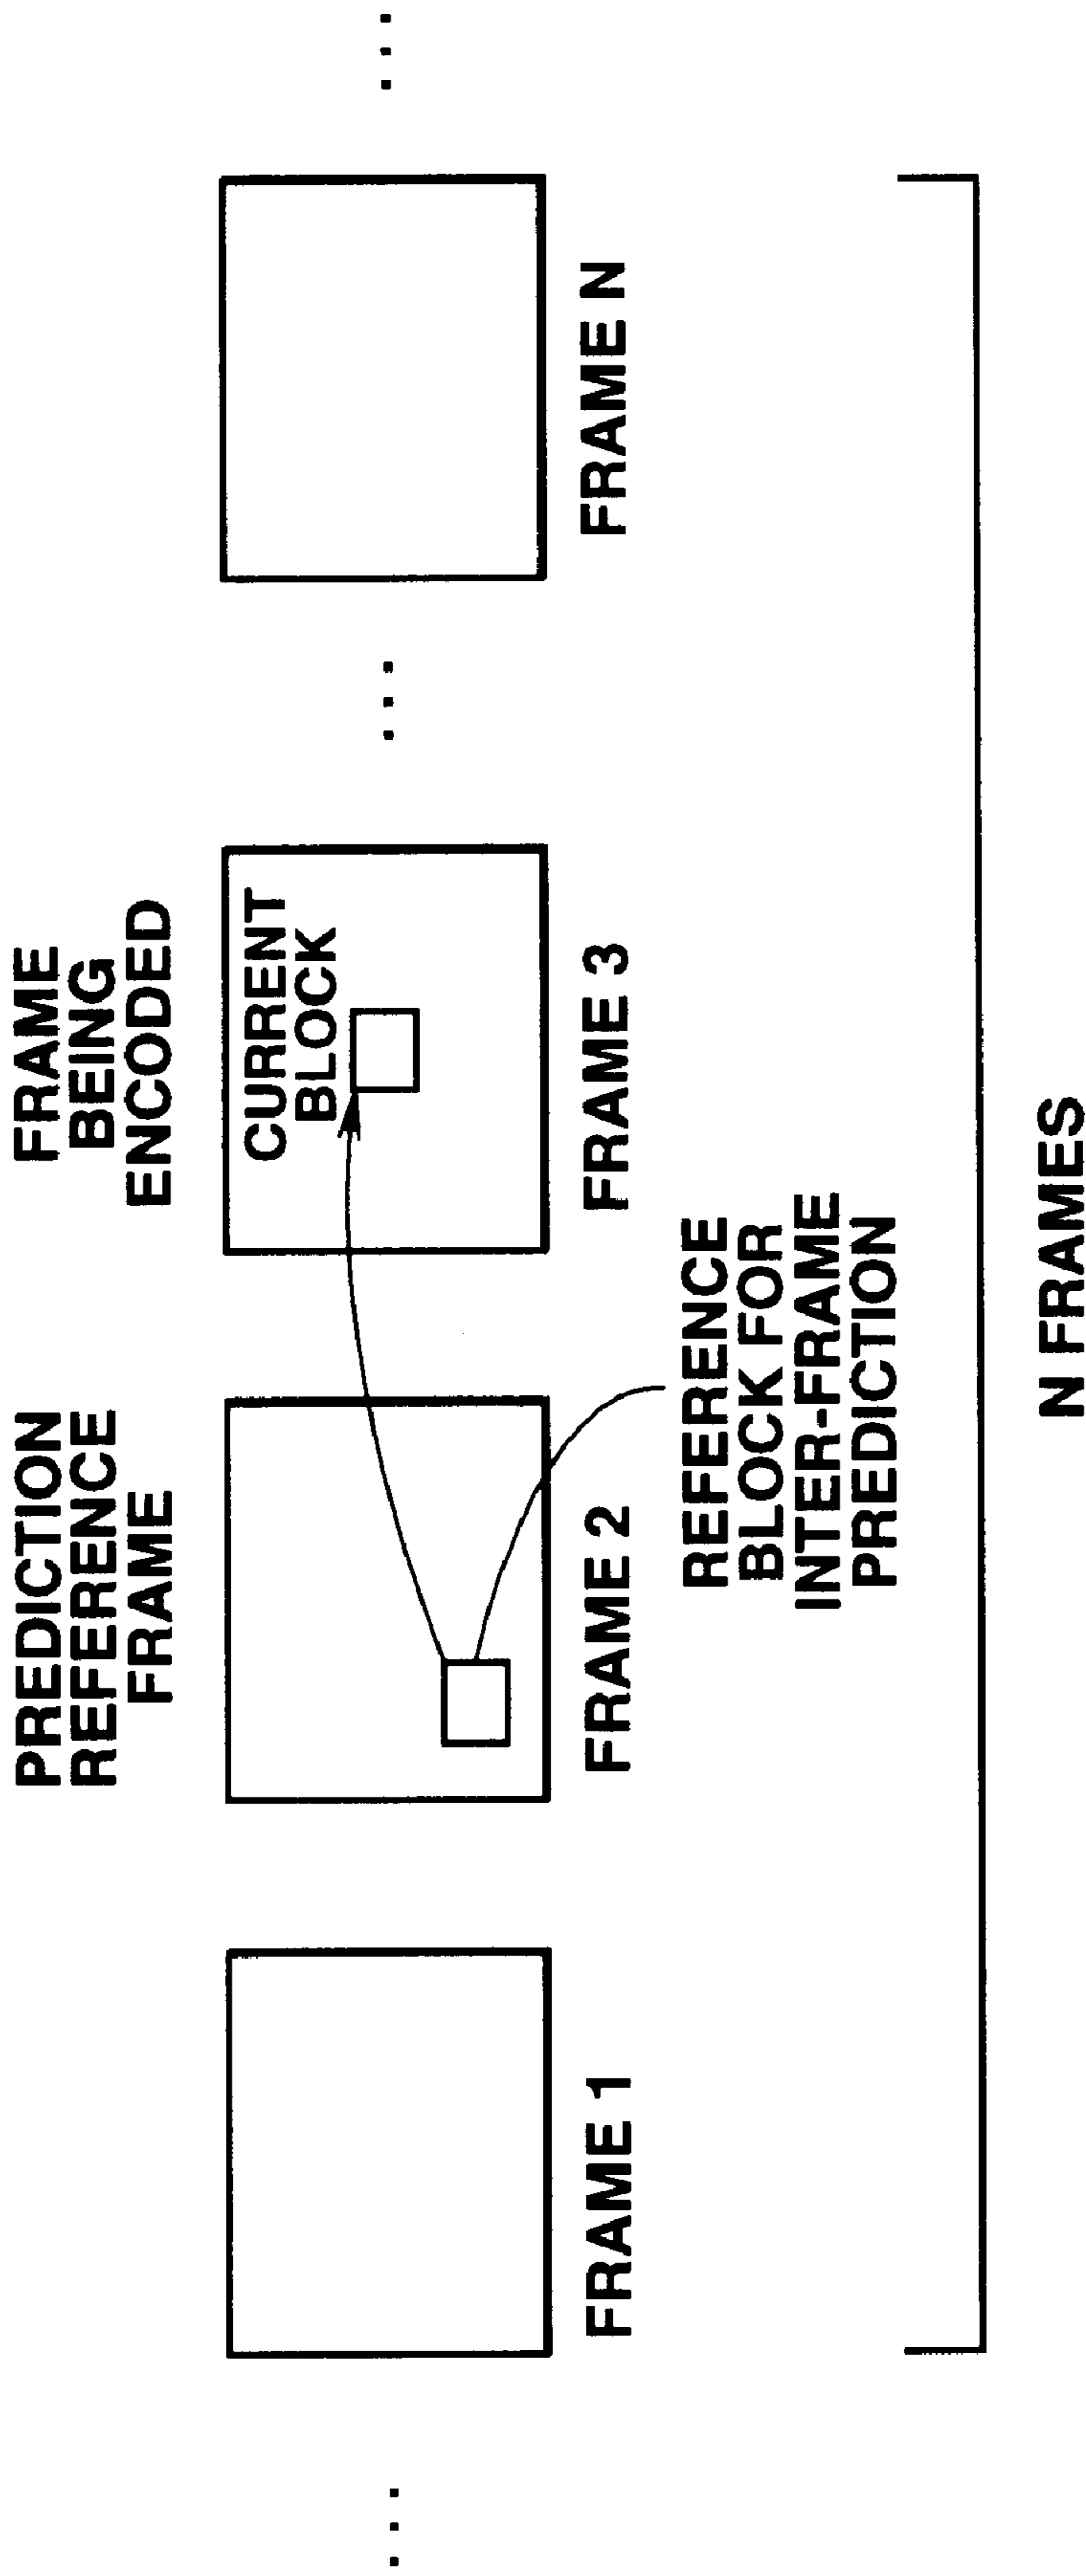 PREDICTION
REFERENCE
FRAME
FRAME
BEING
ENCODED
CURRENT
BLOCK
FRAME 1
FRAME 2
FRAME 3
FRAME N
REFERENCE
BLOCK FOR
INTER-FRAME
PREDICTION
N FRAMES